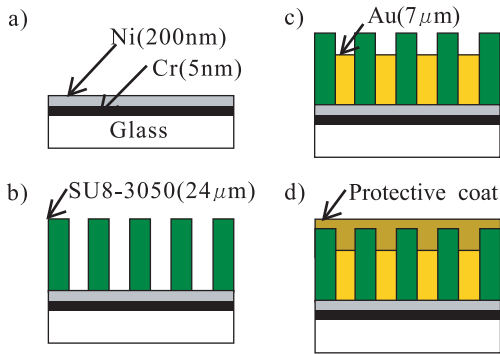 a)
Ni(200nm)
Cr(5nm)
Glass
b)
SU8-3050(24μm)
c)
Au(7μm)
d)
Protective coat